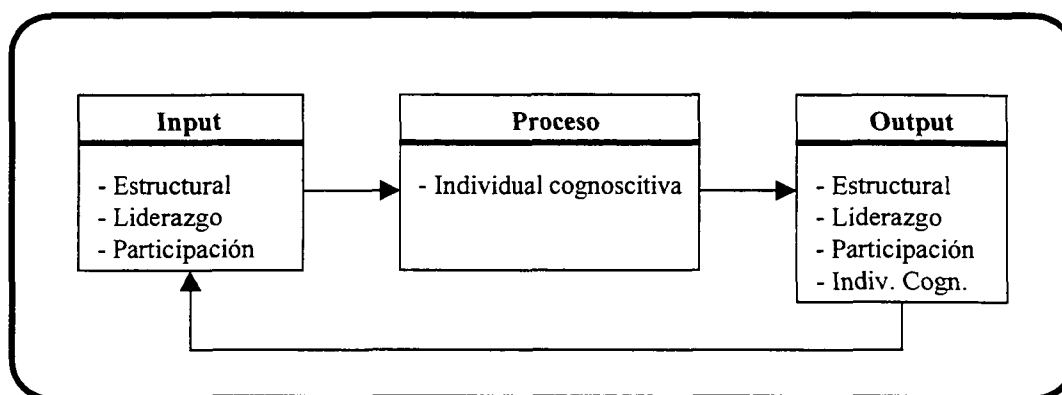 Input
- Estructural
- Liderazgo
- Participación
Proceso
- Individual cognoscitiva
Output
- Estructural
- Liderazgo
- Participación
- Indiv. Cogn.